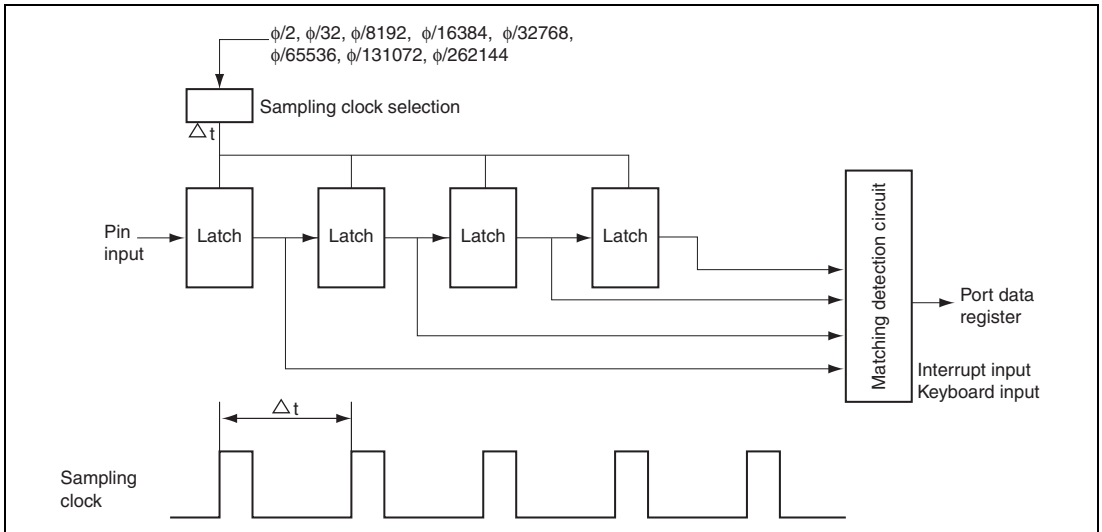 ϕ/2, ϕ/32, ϕ/8192, ϕ/16384, ϕ/32768,
ϕ/65536, ϕ/131072, ϕ/262144
Sampling clock selection
△t
Pin
input
Latch
Latch
Latch
Latch
Matching detection circuit
Port data
register
Interrupt input
Keyboard input
△t
Sampling
clock